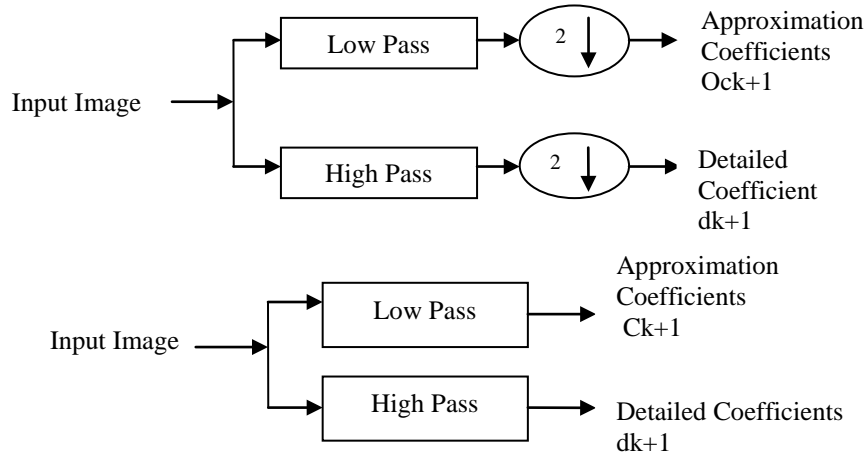 Input Image
Low Pass
2
Approximation
Coefficients
Ock+1
High Pass
2
Detailed
Coefficient
dk+1
Input Image
Low Pass
Approximation
Coefficients
Ck+1
High Pass
Detailed Coefficients
dk+1